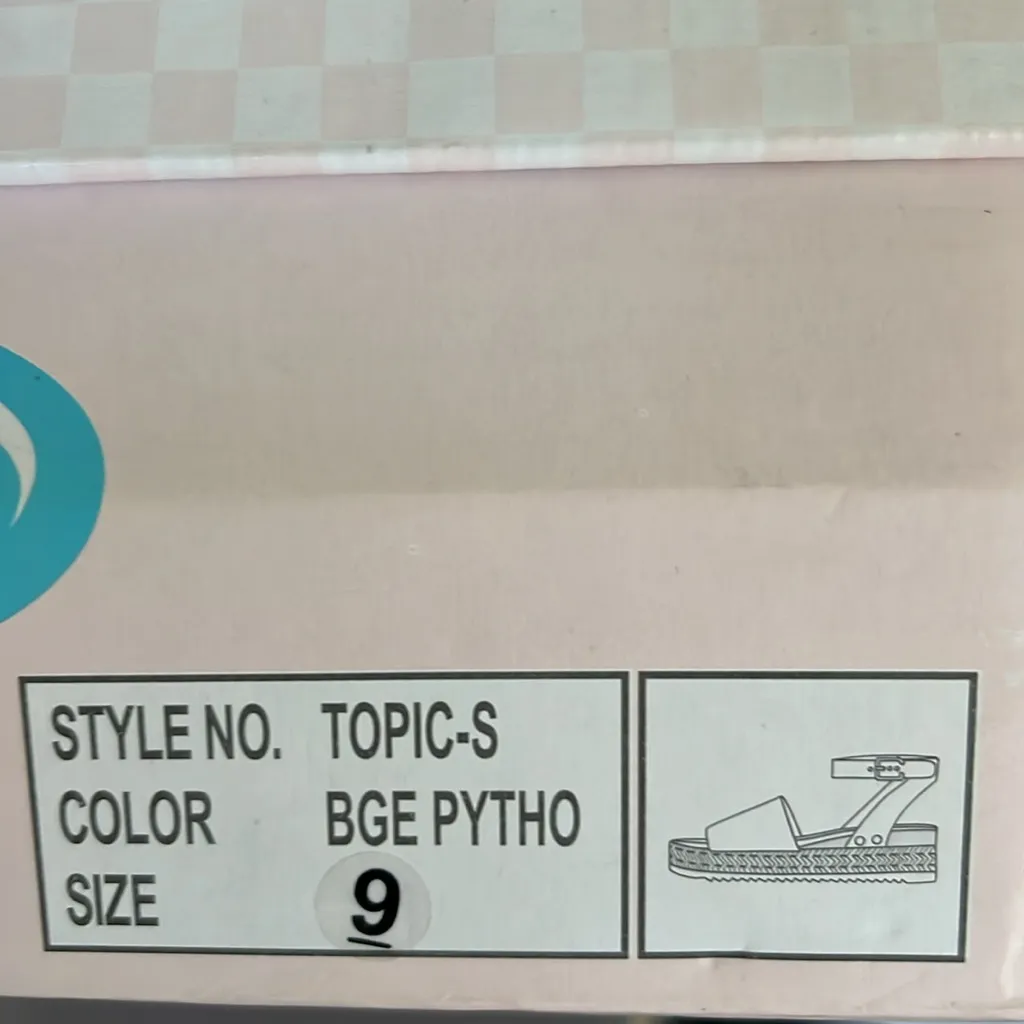 STYLE NO. TOPIC-S
COLOR BGE PYTHO
SIZE 9